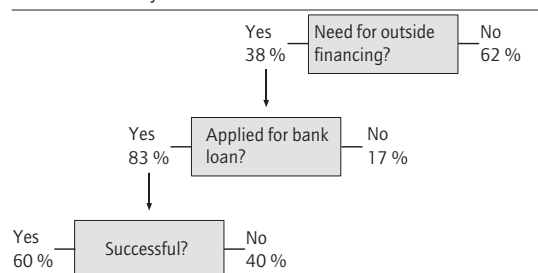 Yes
38 %
Need for outside
financing?
No
62 %
Yes
83 %
Applied for bank
loan?
No
17 %
Yes
60 %
Successful?
No
40 %